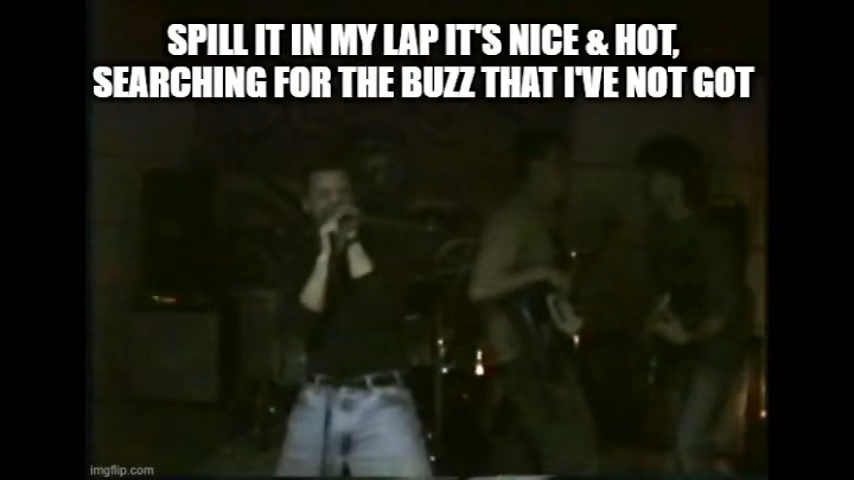 SPILL IT IN MY LAP IT'S NICE & HOT,
SEARCHING FOR THE BUZZ THAT I'VE NOT GOT
imgflip.com